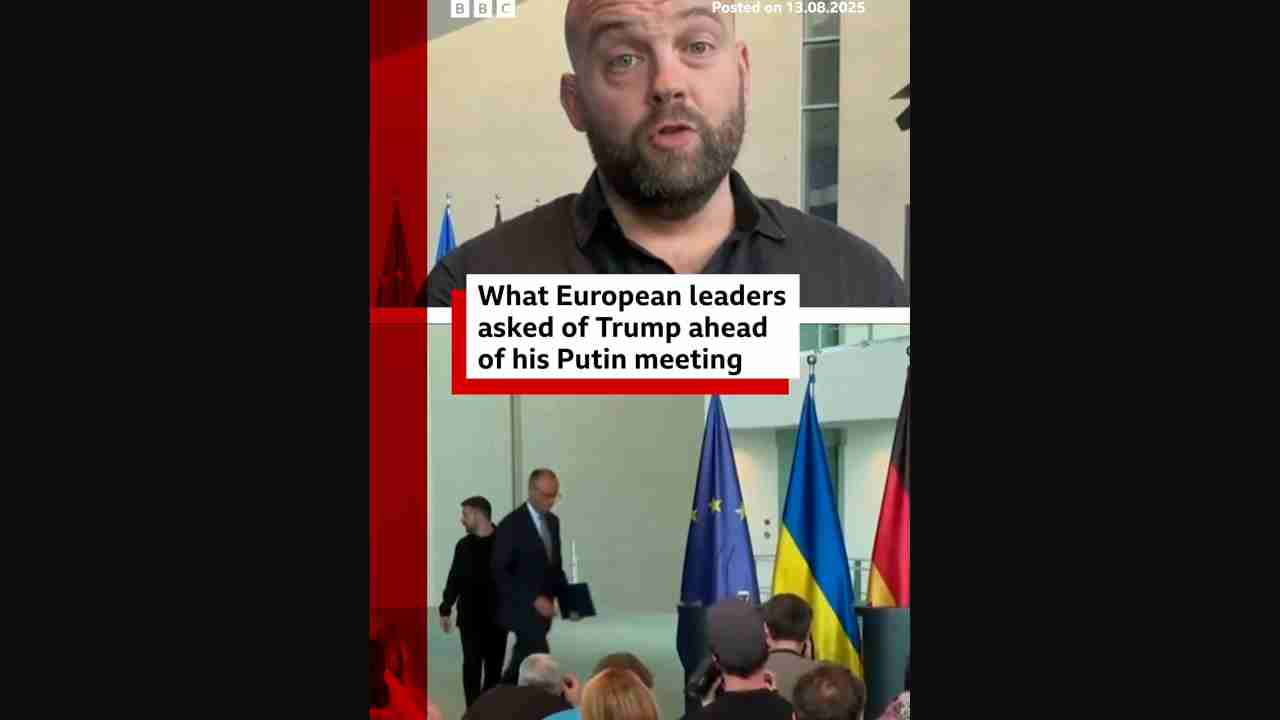 BBC
Posted on 13.08.2025
What European leaders
asked of Trump ahead
of his Putin meeting